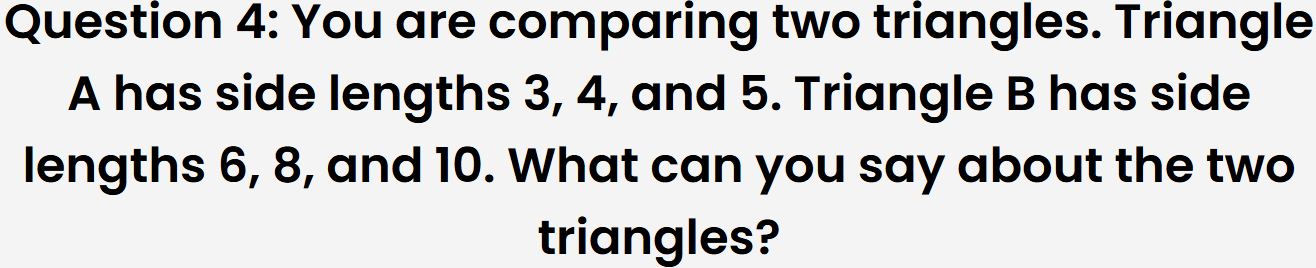 Question 4: You are comparing two triangles. Triangle
A has side lengths 3, 4, and 5. Triangle B has side
lengths 6, 8, and 10. What can you say about the two
triangles?